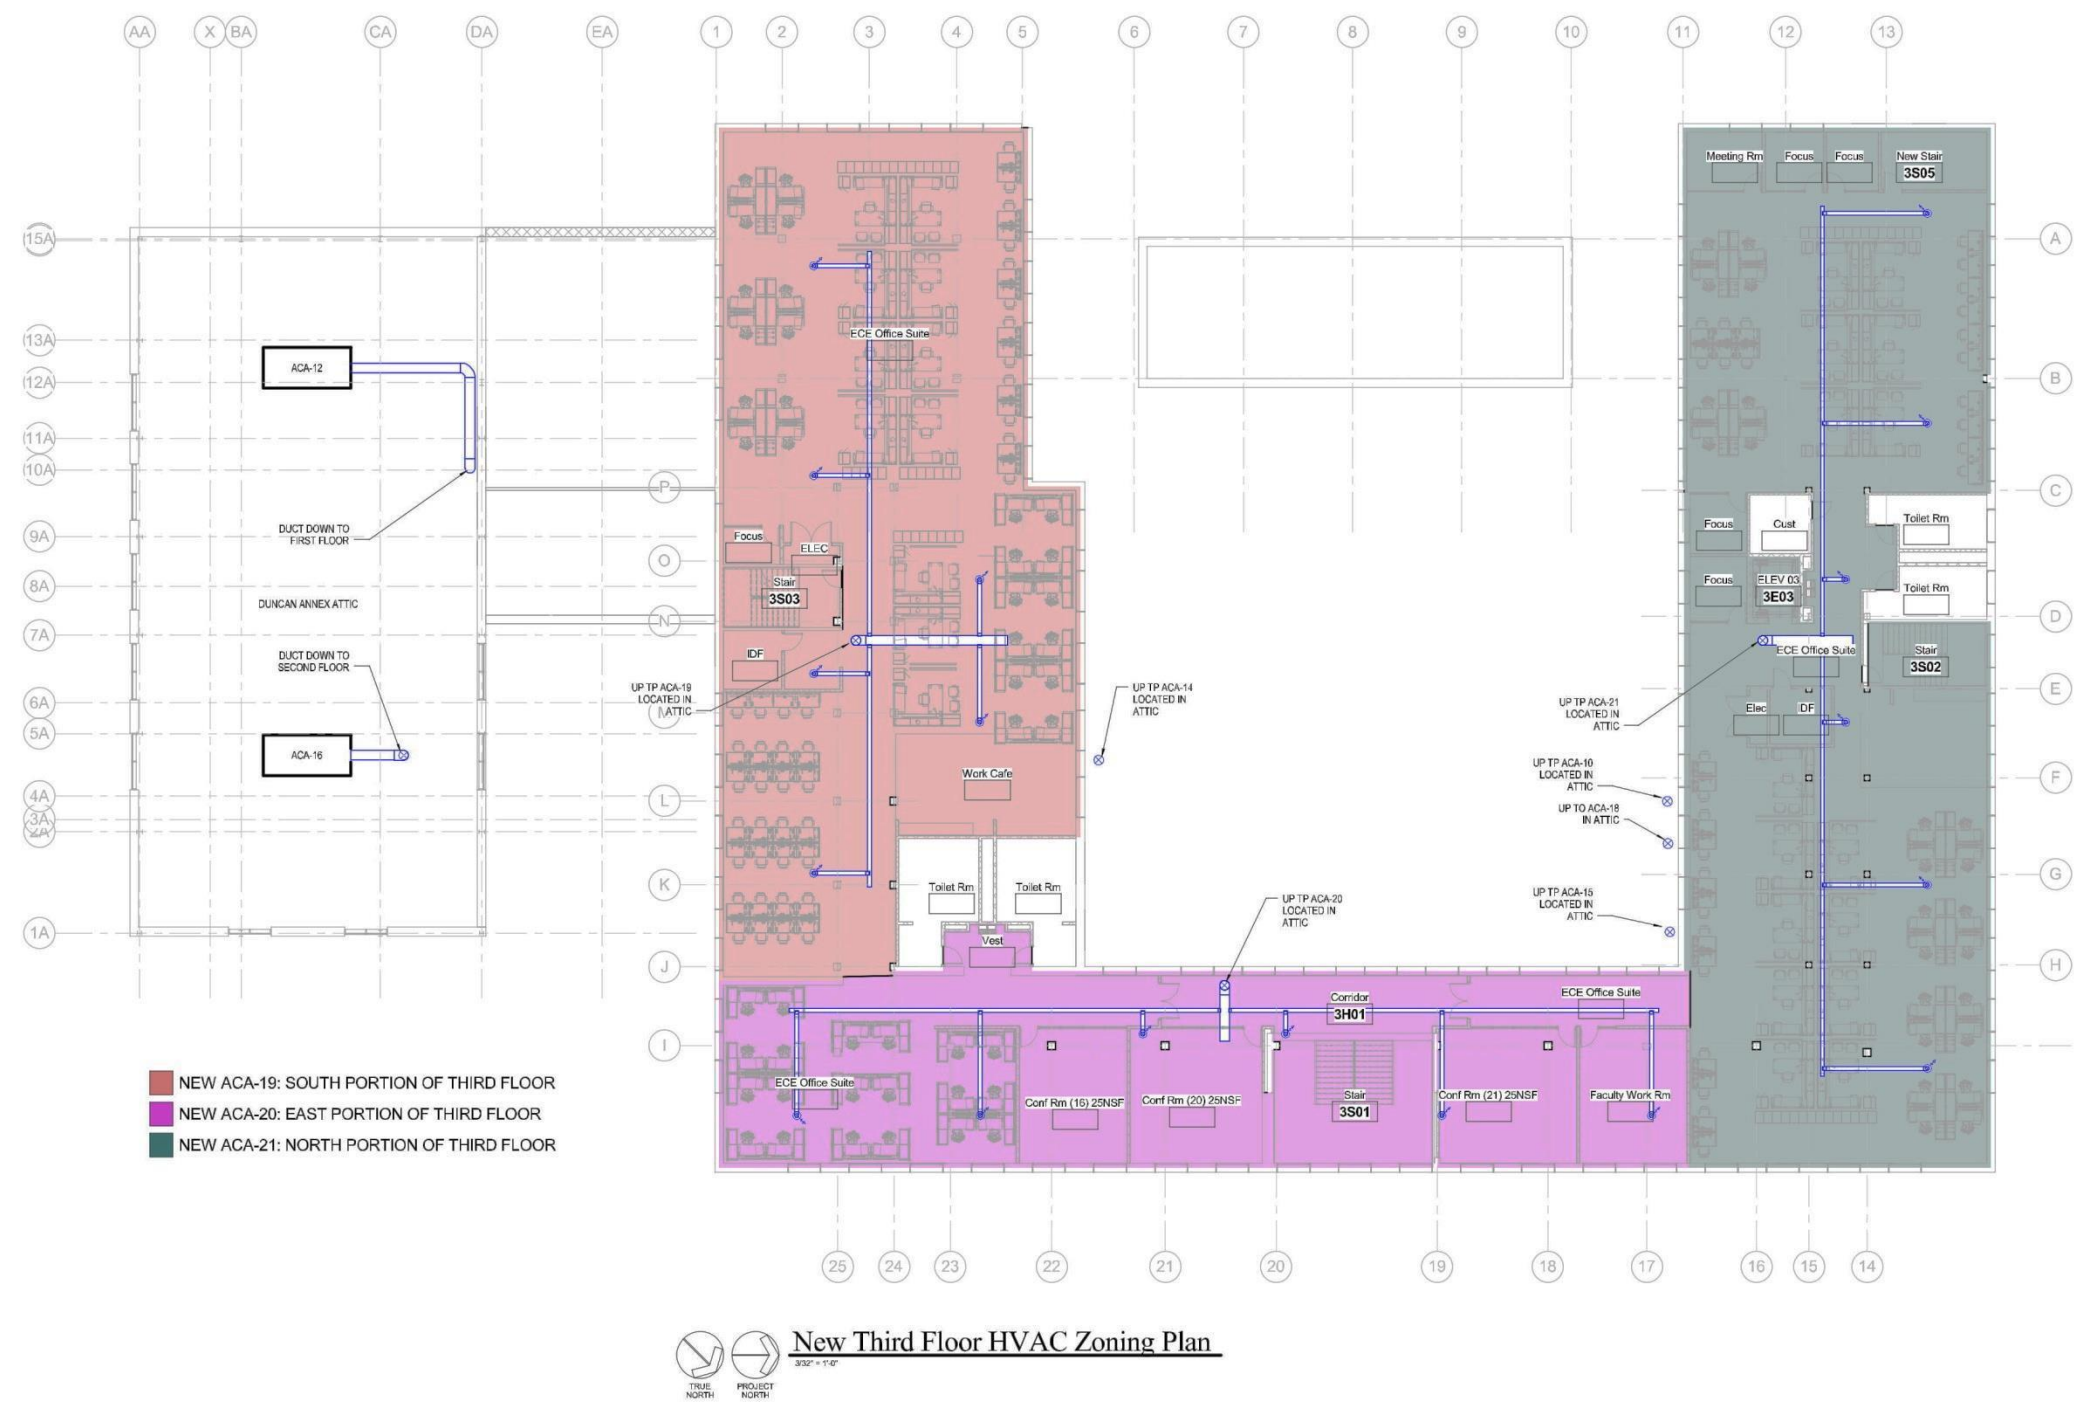 AA X BA CA DA EA 1 2 3 4 5 6 7 8 9 10 11 12 13
Meeting Rm Focus Focus New Stair
3S05
15A A
ECE Office Suite
13A
ACA-12
12A B
11A
10A
P C
DUCT DOWN TO
FIRST FLOOR
9A
Focus
ELEC
Focus Cust Toilet Rm
O
8A
Stair
3S03
Focus
ELEV 03
3E03
Toilet Rm
DUNCAN ANNEX ATTIC
N D
7A
DUCT DOWN TO
SECOND FLOOR
IDF
ECE Office Suite
Stair
3S02
UP TP ACA-19
LOCATED IN
ATTIC
UP TP ACA-14
LOCATED IN
ATTIC
UP TP ACA-21
LOCATED IN
ATTIC
E
6A
M
Elec IDF
5A
ACA-16
Work Cafe
UP TP ACA-10
LOCATED IN
ATTIC
F
4A
L
UP TO ACA-18
IN ATTIC
3A
2A
K G
Toilet Rm Toilet Rm
UP TP ACA-20
LOCATED IN
ATTIC
UP TP ACA-15
LOCATED IN
ATTIC
1A
Vest
J H
Corridor
3H01
ECE Office Suite
I
NEW ACA-19: SOUTH PORTION OF THIRD FLOOR
NEW ACA-20: EAST PORTION OF THIRD FLOOR
NEW ACA-21: NORTH PORTION OF THIRD FLOOR
ECE Office Suite
Conf Rm (16) 25NSF
Conf Rm (20) 25NSF
Stair
3S01
Conf Rm (21) 25NSF
Faculty Work Rm
25 24 23 22 21 20 19 18 17 16 15 14
New Third Floor HVAC Zoning Plan
3/32" = 1'-0"
TRUE
NORTH
PROJECT
NORTH